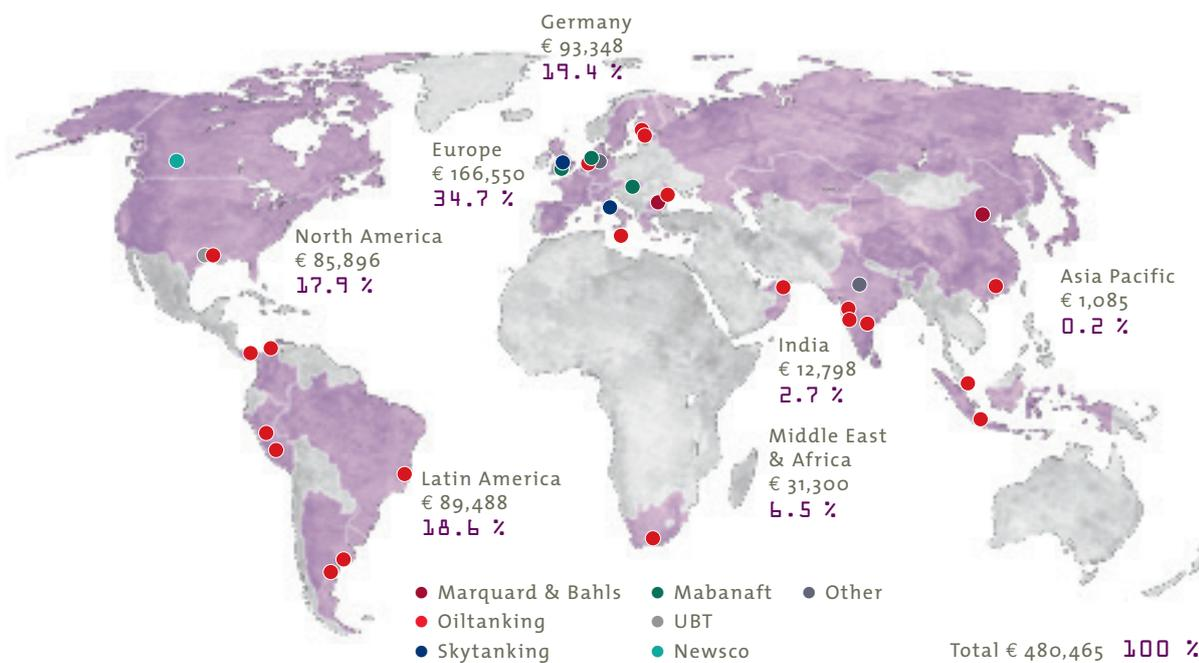 Germany
€ 93,348
19.4 %
Europe
€ 166,550
34.7 %
North America
€ 85,896
17.9 %
Asia Pacific
€ 1,085
0.2 %
India
€ 12,798
2.7 %
Middle East
& Africa
€ 31,300
6.5 %
Latin America
€ 89,488
18.6 %
Marquard & Bahls
Oiltanking
Skytanking
Mabanaft
UBT
Newsco
Other
Total € 480,465 100 %